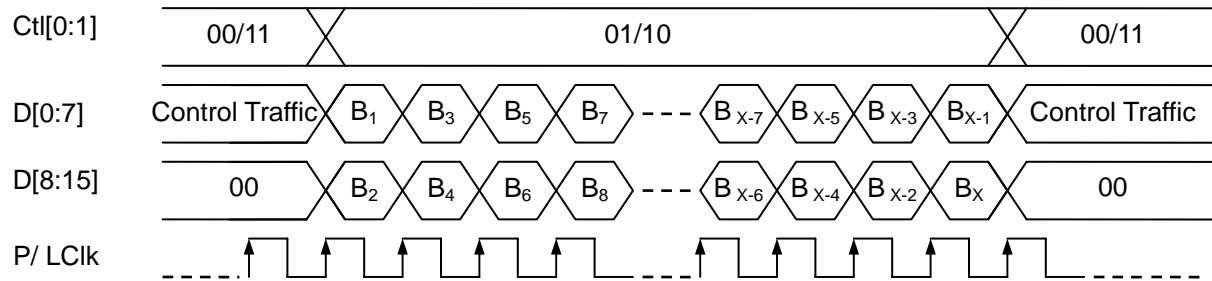 Ctl[0:1] 00/11 01/10 00/11
D[0:7] Control Traffic B1 B3 B5 B7 B X-7 B X-5 B X-3 B X-1 Control Traffic
D[8:15] 00 B2 B4 B6 B8 B X-6 B X-4 B X-2 BX 00
P/ LClk